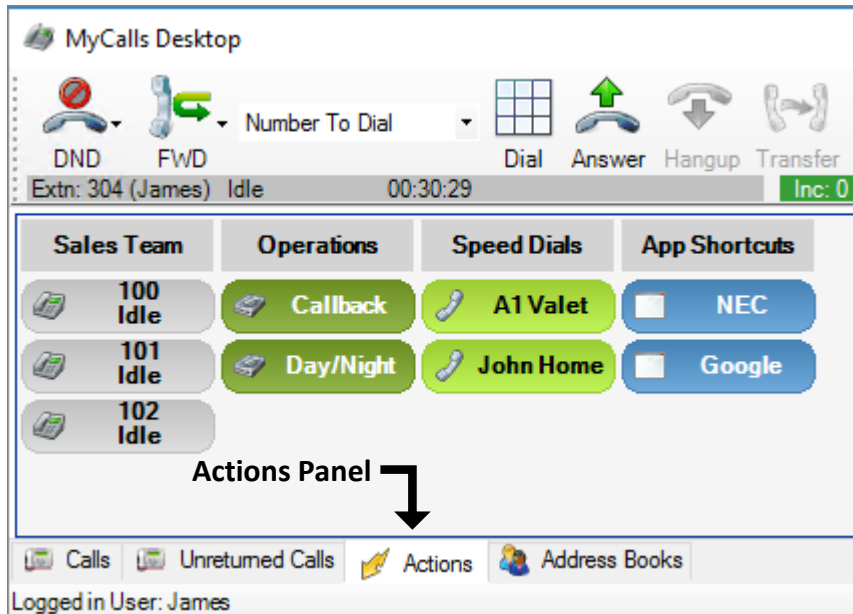 MyCalls Desktop
Number To Dial
DND FWD Dial Answer Hangup Transfer
Extn: 304 (James) Idle 00:30:29 Inc: 0
Sales Team Operations Speed Dials App Shortcuts
100
Idle
Callback A1 Valet NEC
101
Idle
Day/Night John Home Google
102
Idle
Actions Panel
Calls Unreturned Calls Actions Address Books
Logged in User: James